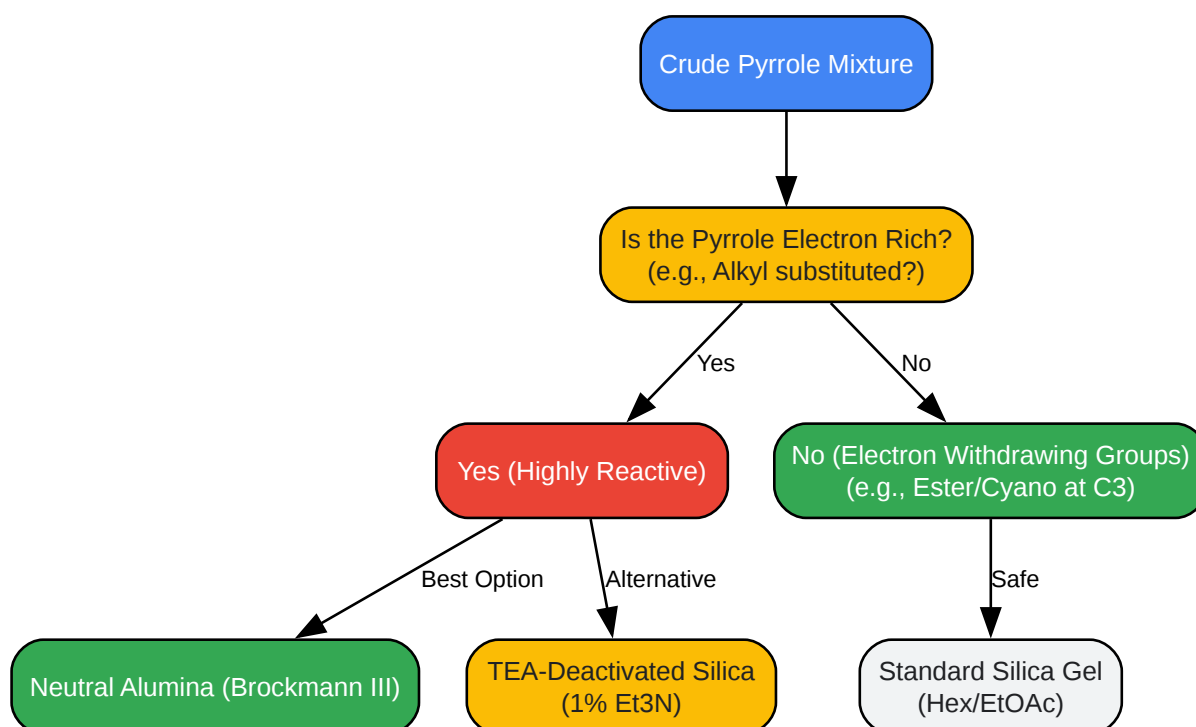 Crude Pyrrole Mixture
Is the Pyrrole Electron Rich?
(e.g., Alkyl substituted?)
Yes
No
Yes (Highly Reactive)
No (Electron Withdrawing Groups)
(e.g., Ester/Cyano at C3)
Best Option
Alternative
Safe
Neutral Alumina (Brockmann III)
TEA-Deactivated Silica
(1% Et3N)
Standard Silica Gel
(Hex/EtOAc)